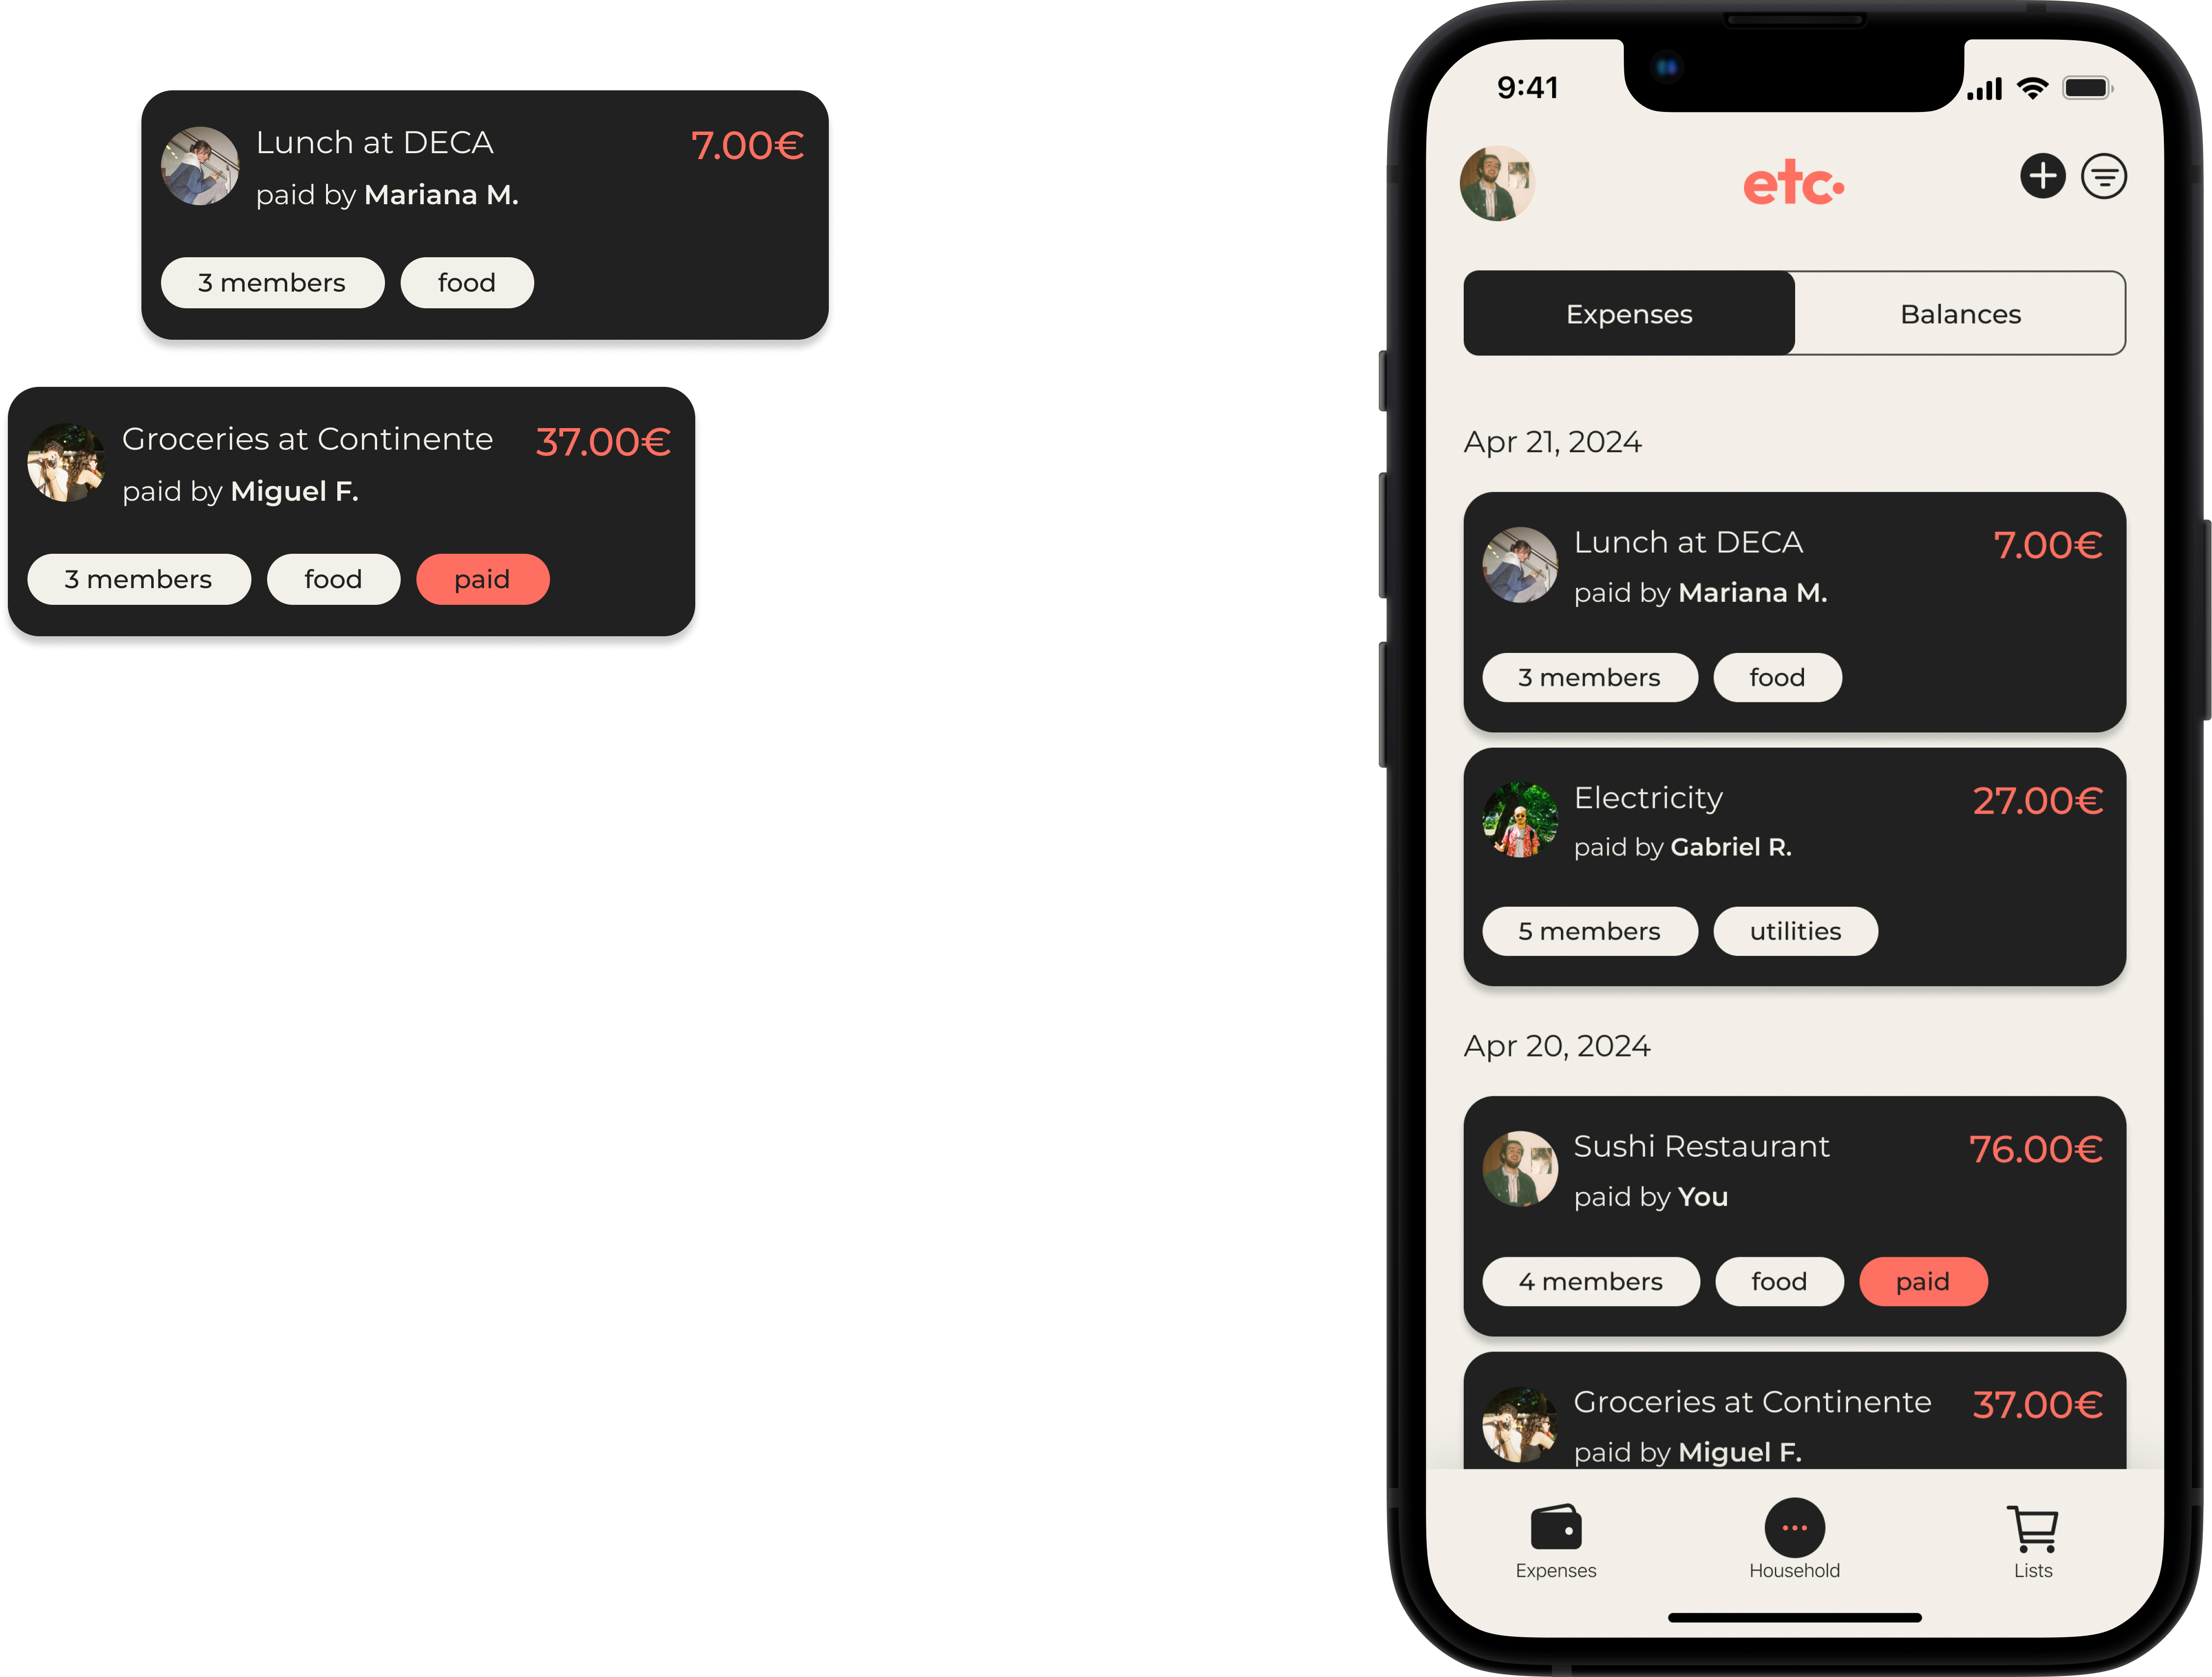 Lunch at DECA
7.00€
paid by Mariana M.
3 members
food
Groceries at Continente
37.00€
paid by Miguel F.
3 members
food
paid
9:41
etc.
Expenses
Balances
Apr 21, 2024
Lunch at DECA
7.00€
paid by Mariana M.
3 members
food
Electricity
27.00€
paid by Gabriel R.
5 members
utilities
Apr 20, 2024
Sushi Restaurant
76.00€
paid by You
4 members
food
paid
Groceries at Continente
37.00€
paid by Miguel F.
Expenses
Household
Lists